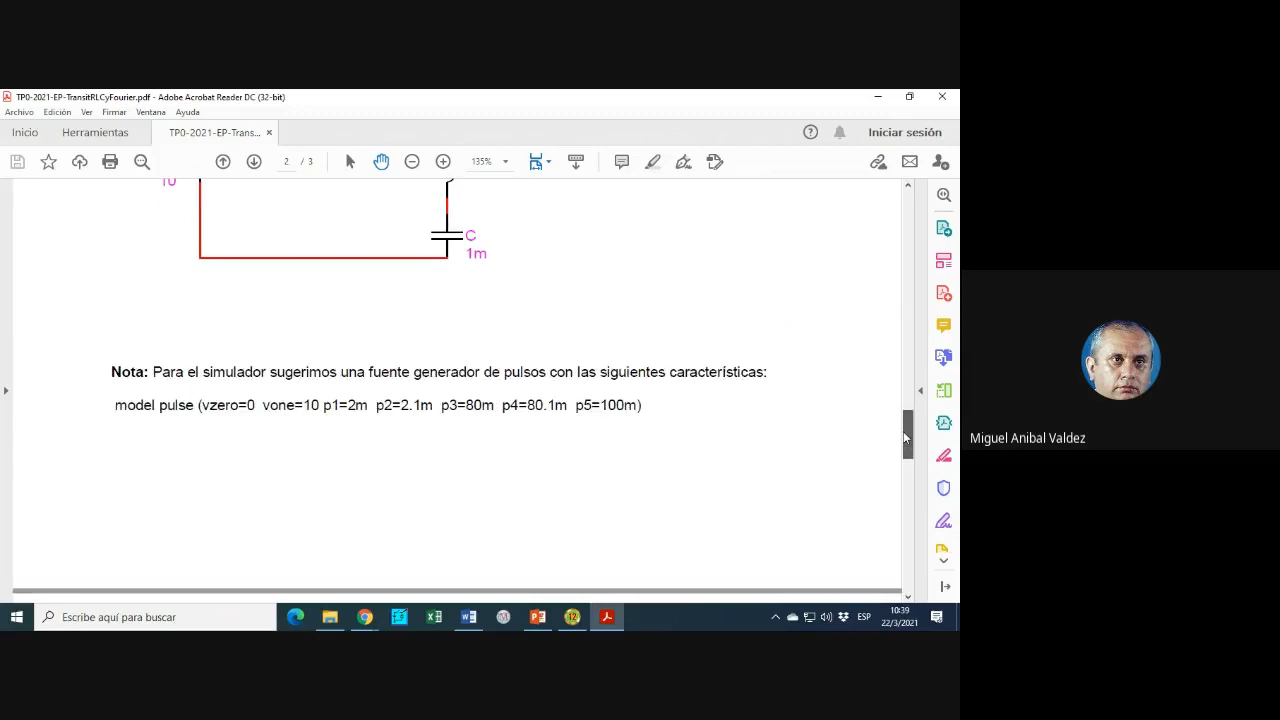 TP0-2021-EP-TransitRLCyFourier.pdf - Adobe Acrobat Reader DC (32-bit)
Archivo Edición Ver Firmar Ventana Ayuda
Inicio Herramientas TP0-2021-EP-Trans... × Iniciar sesión
2 / 3 135%
10
C
1m
Nota: Para el simulador sugerimos una fuente generador de pulsos con las siguientes características:
model pulse (vzero=0 vone=10 p1=2m p2=2.1m p3=80m p4=80.1m p5=100m)
Miguel Anibal Valdez
Escribe aquí para buscar
12
ESP
10:39
22/3/2021